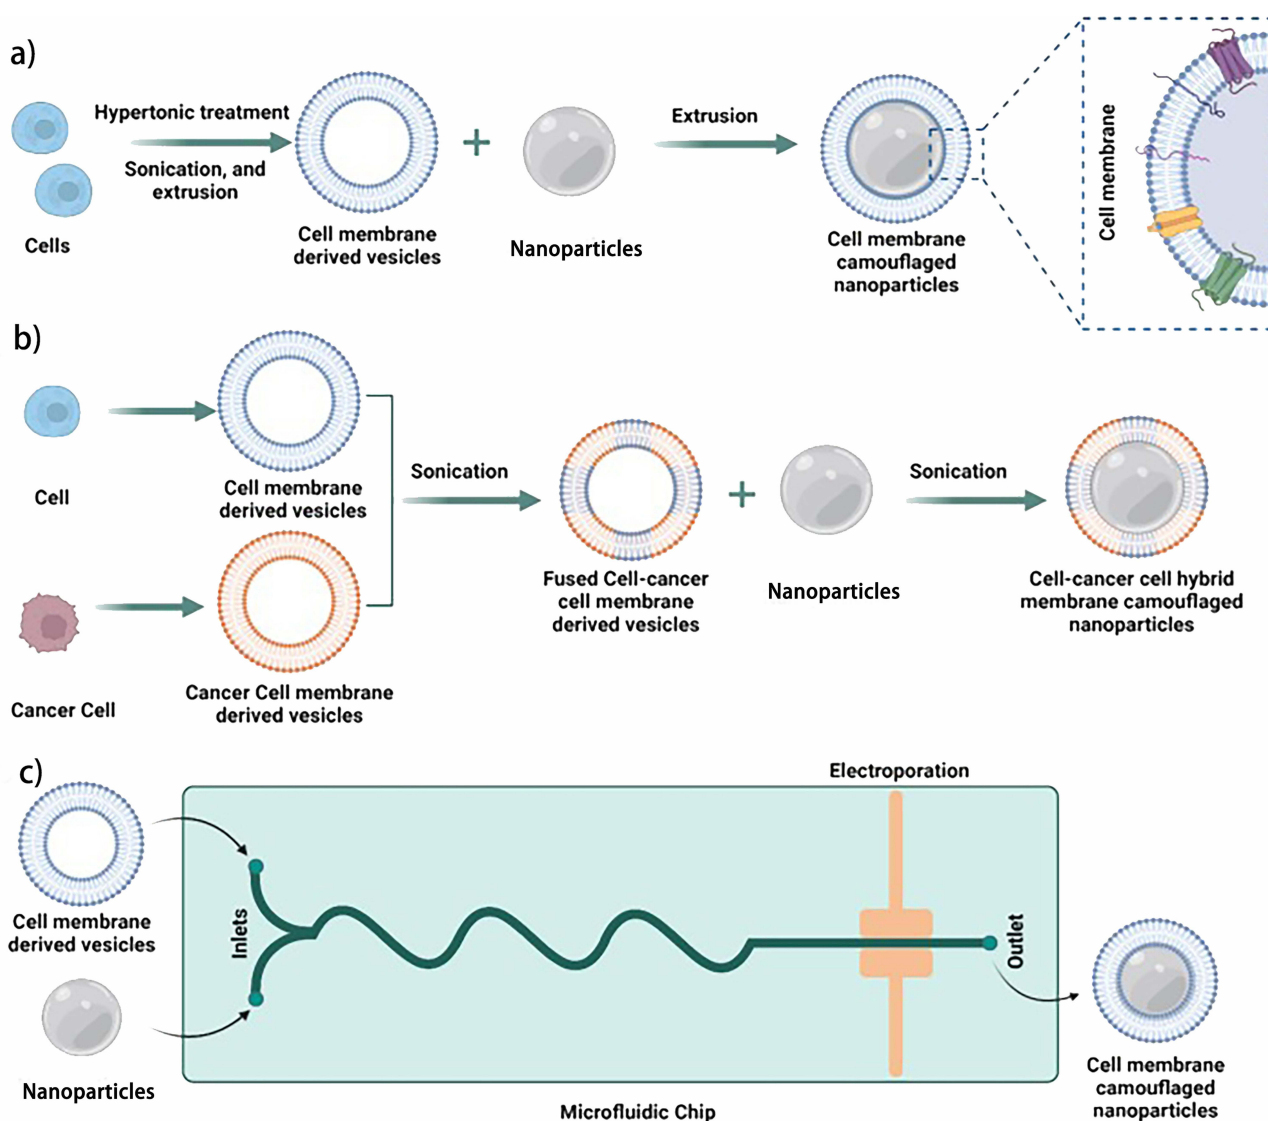 a)
Hypertonic treatment
Sonication, and
extrusion
Cells
Cell membrane
derived vesicles
+
Nanoparticles
Extrusion
Cell membrane
camouflaged
nanoparticles
Cell membrane
b)
Cell
Cell membrane
derived vesicles
Cancer Cell
Cancer Cell membrane
derived vesicles
Sonication
Fused Cell-cancer
cell membrane
derived vesicles
+
Nanoparticles
Sonication
Cell-cancer cell hybrid
membrane camouflaged
nanoparticles
c)
Cell membrane
derived vesicles
Nanoparticles
Inlets
Electroporation
Outlet
Microfluidic Chip
Cell membrane
camouflaged
nanoparticles